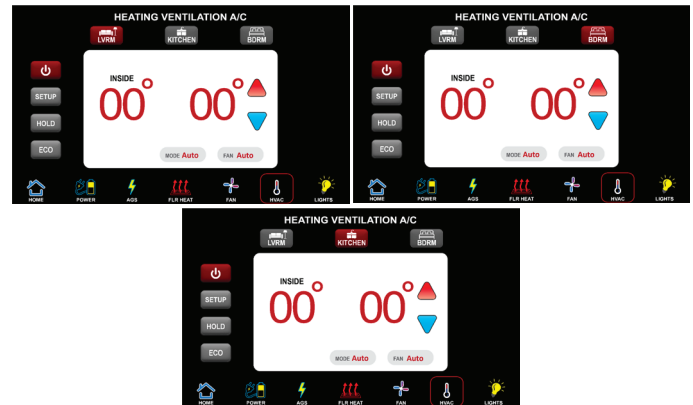 HEATING VENTILATION A/C
LVRM KITCHEN BDRM
SETUP
HOLD
ECO
INSIDE
00° 00°
MODE Auto FAN Auto
HOME POWER AGS FLR HEAT FAN HVAC LIGHTS
HEATING VENTILATION A/C
LVRM KITCHEN BDRM
SETUP
HOLD
ECO
INSIDE
00° 00°
MODE Auto FAN Auto
HOME POWER AGS FLR HEAT FAN HVAC LIGHTS
HEATING VENTILATION A/C
LVRM KITCHEN BDRM
SETUP
HOLD
ECO
INSIDE
00° 00°
MODE Auto FAN Auto
HOME POWER AGS FLR HEAT FAN HVAC LIGHTS